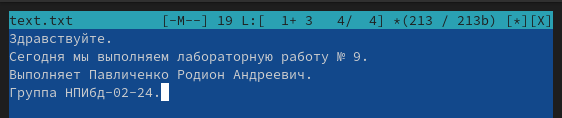 text.txt [-M--] 19 L:[ 1+ 3 4/ 4] *(213 / 213b) [*][X]
Здравствуйте.
Сегодня мы выполняем лабораторную работу № 9.
Выполняет Павличенко Родион Андреевич.
Группа НПИбд-02-24.